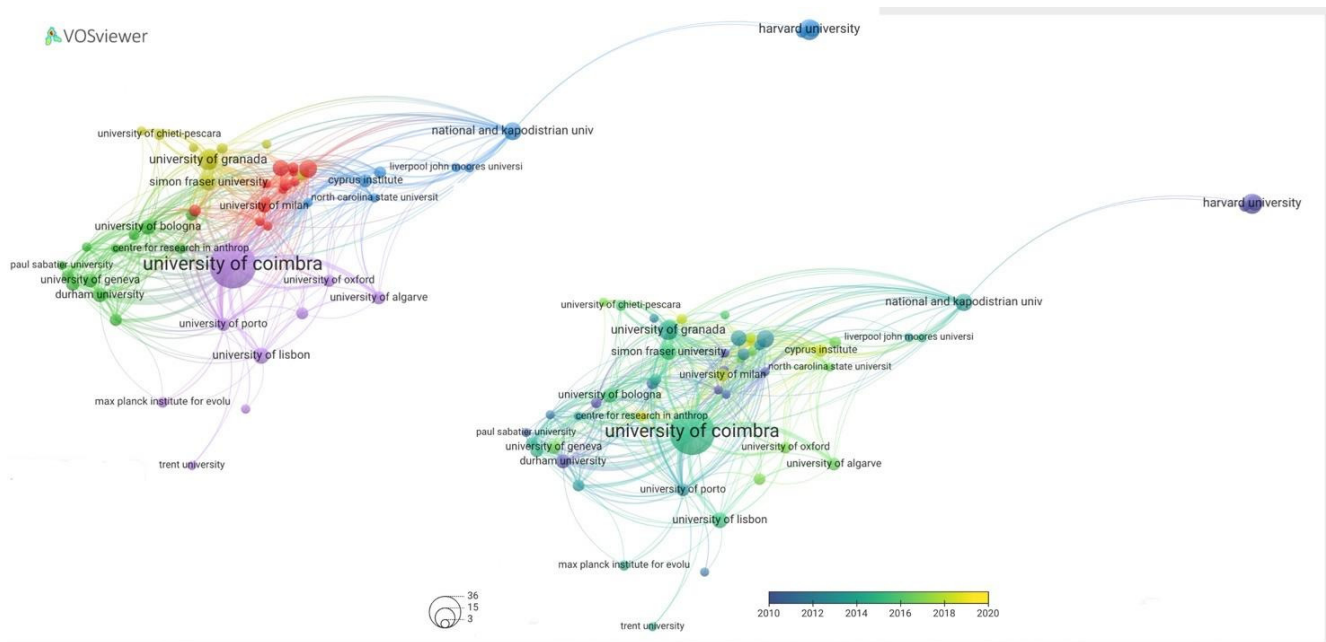 VOSviewer
harvard university
national and kapodistrian univ
university of chieti-pescara
university of granada
liverpool john moores universi
simon fraser university
cyprus institute
north carolina state universit
university of milan
university of bologna
centre for research in anthrop
university of coimbra
paul sabatier university
university of geneva
university of oxford
durham university
university of algarve
university of porto
university of lisbon
max planck institute for evolu
trent university
harvard university
national and kapodistrian univ
university of chieti-pescara
university of granada
liverpool john moores universi
simon fraser university
cyprus institute
north carolina state universit
university of milan
university of bologna
centre for research in anthrop
university of coimbra
paul sabatier university
university of geneva
university of oxford
durham university
university of algarve
university of porto
university of lisbon
max planck institute for evolu
trent university
36
15
3
2010 2012 2014 2016 2018 2020